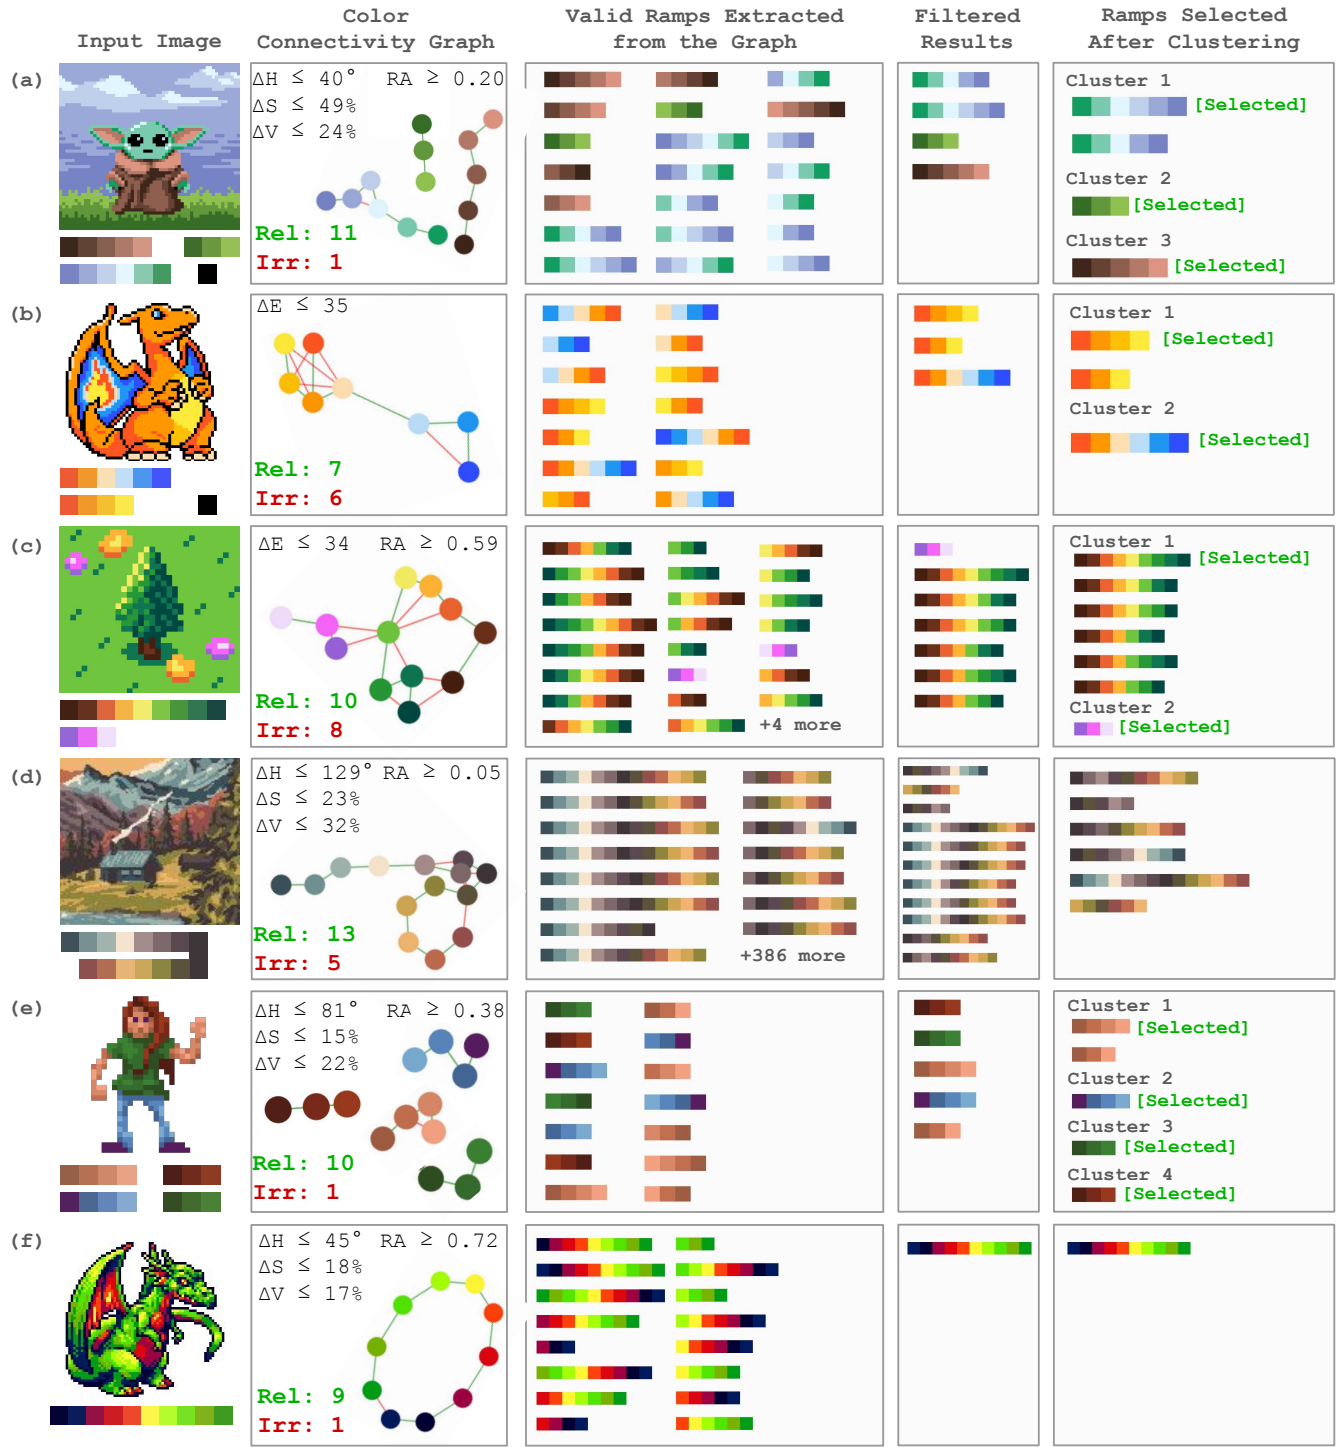 Input Image
Color
Connectivity Graph
Valid Ramps Extracted
from the Graph
Filtered
Results
Ramps Selected
After Clustering
(a)
ΔH ≤ 40° RA ≥ 0.20
ΔS ≤ 49%
ΔV ≤ 24%
Rel: 11
Irr: 1
Cluster 1
[Selected]
Cluster 2
[Selected]
Cluster 3
[Selected]
(b)
ΔE ≤ 35
Rel: 7
Irr: 6
Cluster 1
[Selected]
Cluster 2
[Selected]
(c)
ΔE ≤ 34 RA ≥ 0.59
Rel: 10
Irr: 8
+4 more
Cluster 1
[Selected]
Cluster 2
[Selected]
(d)
ΔH ≤ 129° RA ≥ 0.05
ΔS ≤ 23%
ΔV ≤ 32%
Rel: 13
Irr: 5
+386 more
(e)
ΔH ≤ 81° RA ≥ 0.38
ΔS ≤ 15%
ΔV ≤ 22%
Rel: 10
Irr: 1
Cluster 1
[Selected]
Cluster 2
[Selected]
Cluster 3
[Selected]
Cluster 4
[Selected]
(f)
ΔH ≤ 45° RA ≥ 0.72
ΔS ≤ 18%
ΔV ≤ 17%
Rel: 9
Irr: 1